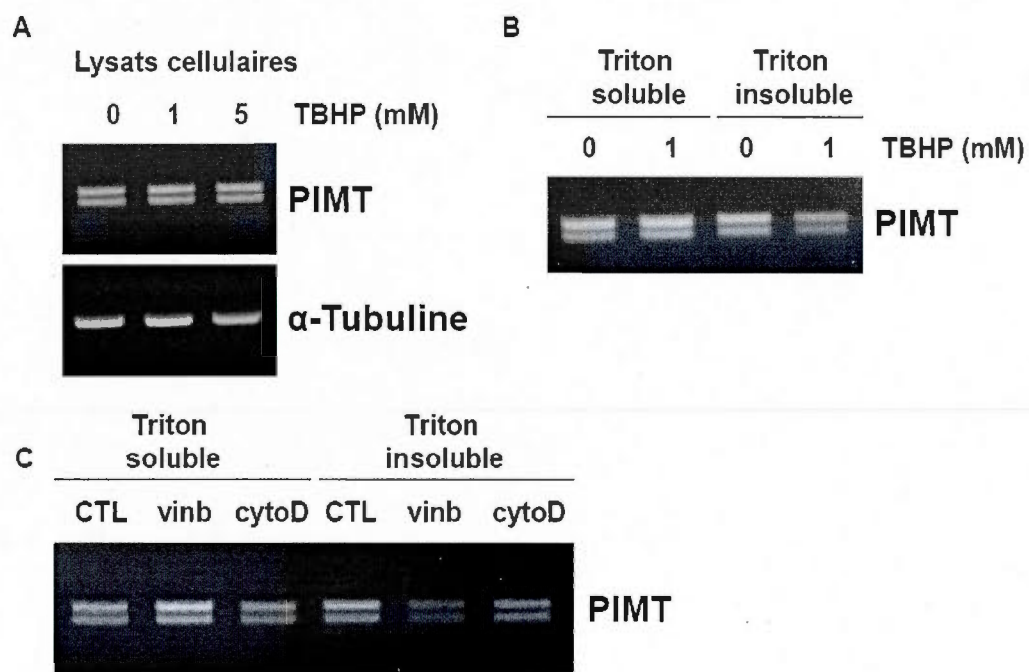 A
Lysats cellulaires
0 1 5 TBHP (mM)
PIMT
α-Tubuline
B
Triton soluble
Triton insoluble
0 1 0 1 TBHP (mM)
PIMT
C
Triton soluble
Triton insoluble
CTL vinb cytoD CTL vinb cytoD
PIMT